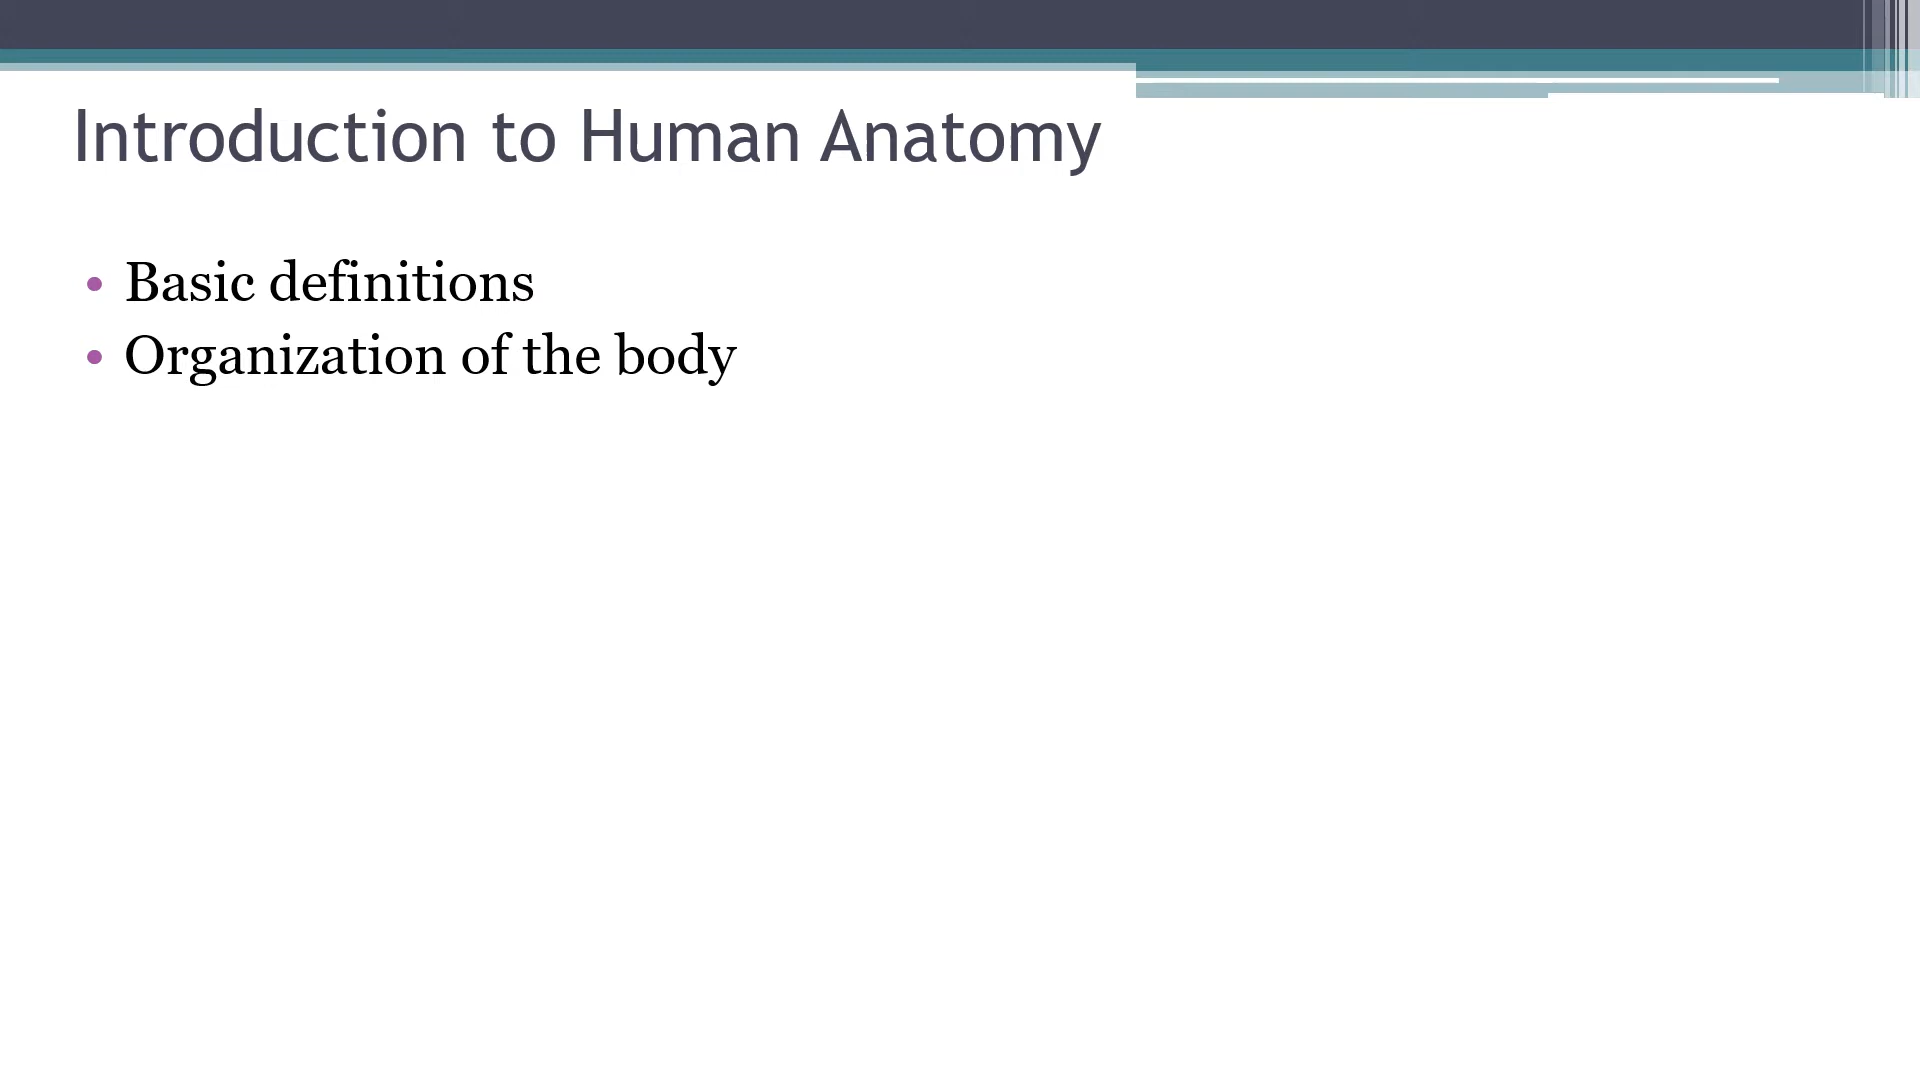 Introduction to Human Anatomy
• Basic definitions
• Organization of the body